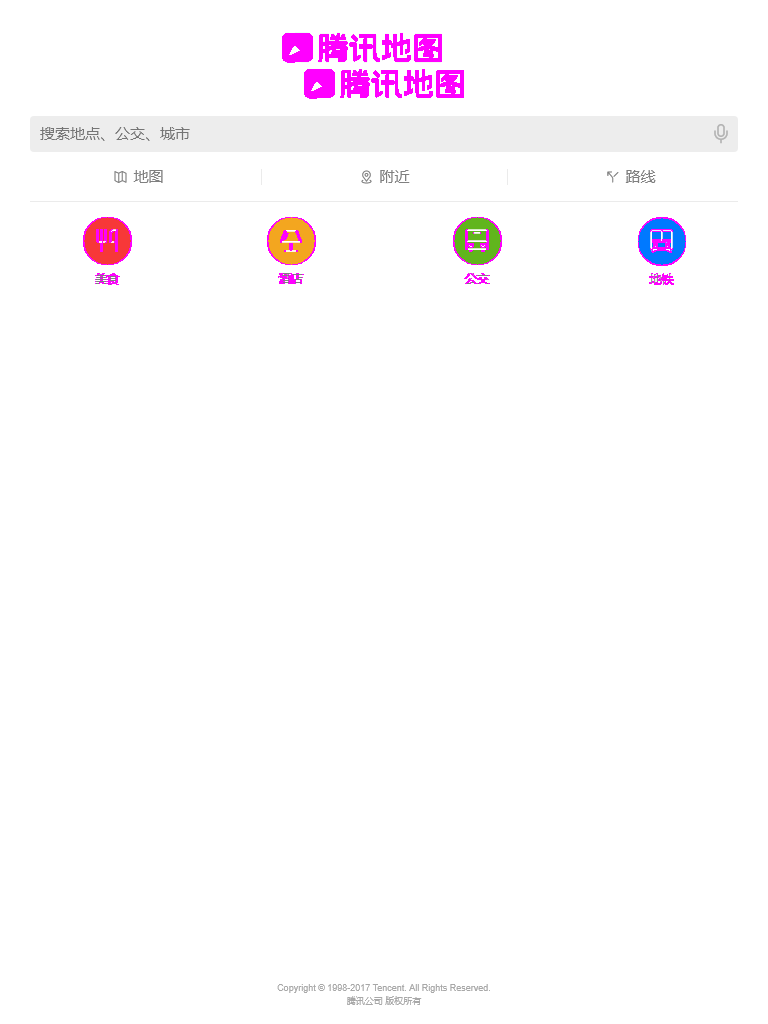 腾讯地图
腾讯地图
搜索地点、公交、城市
地图 附近 路线
美食 酒店 公交 地铁
Copyright © 1998-2017 Tencent. All Rights Reserved.
腾讯公司 版权所有